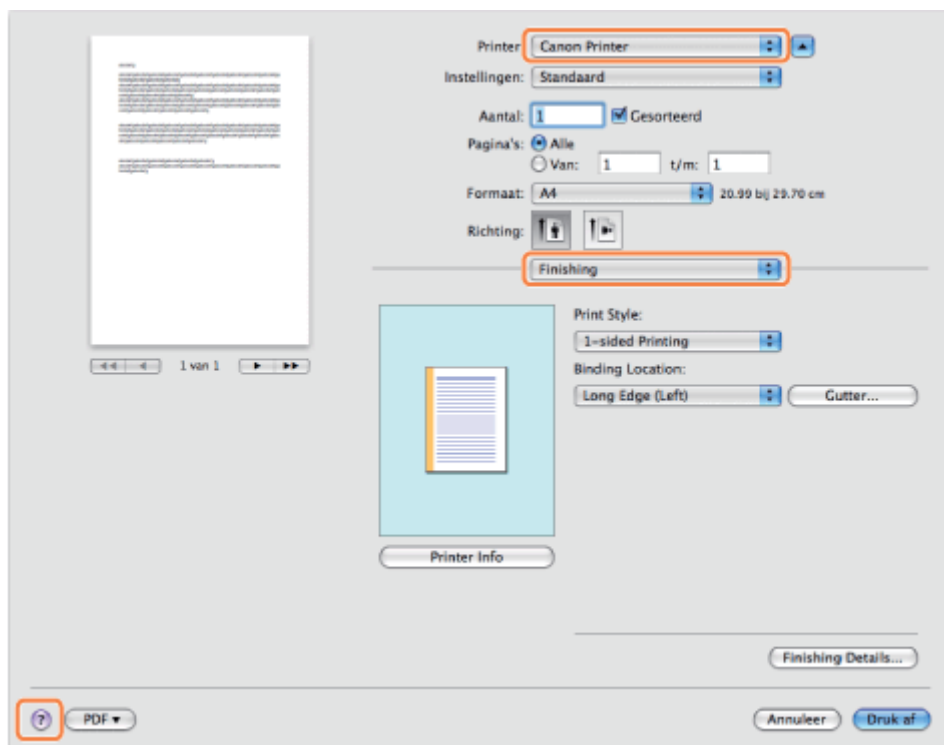 Printer Canon Printer
Instellingen: Standaard
Aantal: 1 Gesorteerd
Pagina's: Alle
Van: 1 t/m: 1
Formaat: A4 20.99 bij 29.70 cm
Richting:
Finishing
Print Style:
1-sided Printing
Binding Location:
Long Edge (Left) Gutter...
1 van 1
Printer Info
Finishing Details...
? PDF Annuleer Druk af